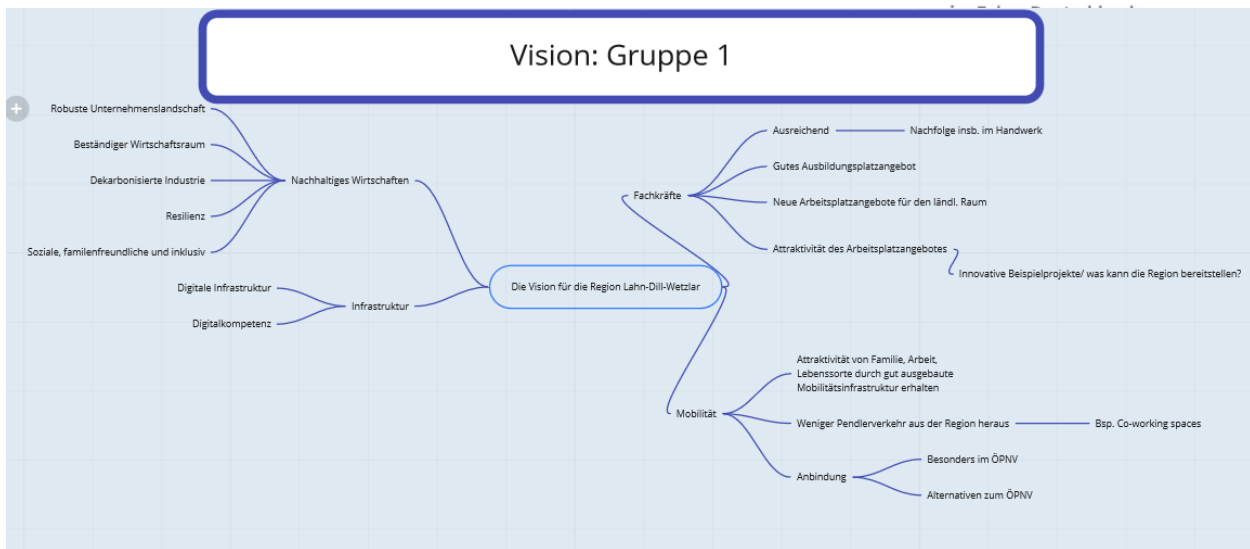 Vision: Gruppe 1
Robuste Unternehmenslandschaft
Beständiger Wirtschaftsraum
Dekarbonisierte Industrie
Resilienz
Soziale, familenfreundliche und inklusiv
Nachhaltiges Wirtschaften
Digitale Infrastruktur
Digitalkompetenz
Infrastruktur
Die Vision für die Region Lahn-Dill-Wetzlar
Fachkräfte
Ausreichend
Nachfolge insb. im Handwerk
Gutes Ausbildungsplatzangebot
Neue Arbeitsplatzangebote für den ländl. Raum
Attraktivität des Arbeitsplatzangebotes
Innovative Beispielprojekte/ was kann die Region bereitstellen?
Mobilität
Attraktivität von Familie, Arbeit,
Lebenssorte durch gut ausgebaute
Mobilitätsinfrastruktur erhalten
Weniger Pendlerverkehr aus der Region heraus
Bsp. Co-working spaces
Anbindung
Besonders im ÖPNV
Alternativen zum ÖPNV